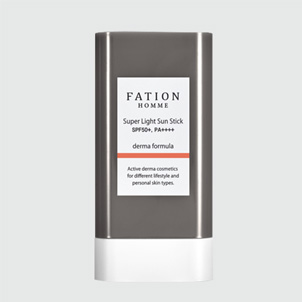 FATION
HOMME
Super Light Sun Stick
SPF50+, PA++++
derma formula
Active derma cosmetics
for different lifestyle and
personal skin types.